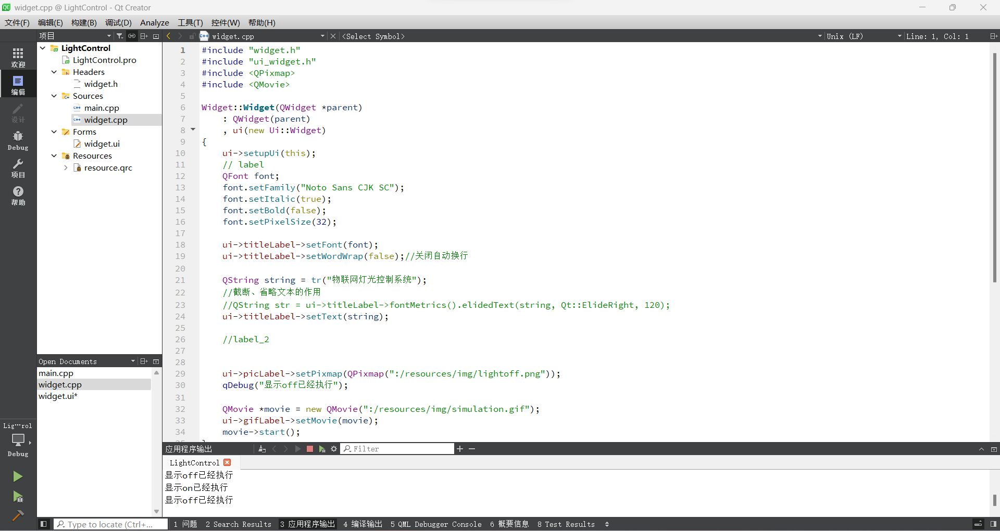 widget.cpp @ LightControl - Qt Creator
文件(F) 编辑(E) 构建(B) 调试(D) Analyze 工具(T) 控件(W) 帮助(H)
项目
widget.cpp
<Select Symbol>
Unix (LF)
Line: 1, Col: 1
欢迎
编辑
设计
Debug
项目
帮助
LightControl
LightControl.pro
Headers
widget.h
Sources
main.cpp
widget.cpp
Forms
widget.ui
Resources
resource.qrc
Open Documents
main.cpp
widget.cpp
widget.ui*
Lig···rol
Debug
1 #include "widget.h"
2 #include "ui_widget.h"
3 #include <QPixmap>
4 #include <QMovie>
5
6 Widget::Widget(QWidget *parent)
7     : QWidget(parent)
8     , ui(new Ui::Widget)
9 {
10     ui->setupUi(this);
11     // label
12     QFont font;
13     font.setFamily("Noto Sans CJK SC");
14     font.setItalic(true);
15     font.setBold(false);
16     font.setPixelSize(32);
17
18     ui->titleLabel->setFont(font);
19     ui->titleLabel->setWordWrap(false);//关闭自动换行
20
21     QString string = tr("物联网灯光控制系统");
22     //截断、省略文本的作用
23     //QString str = ui->titleLabel->fontMetrics().elidedText(string, Qt::ElideRight, 120);
24     ui->titleLabel->setText(string);
25
26     //label_2
27
28
29     ui->picLabel->setPixmap(QPixmap(":/resources/img/lightoff.png"));
30     qDebug("显示off已经执行");
31
32     QMovie *movie = new QMovie(":/resources/img/simulation.gif");
33     ui->gifLabel->setMovie(movie);
34     movie->start();
应用程序输出
Filter
LightControl
显示off已经执行
显示on已经执行
显示off已经执行
Type to locate (Ctrl+...
1 问题 2 Search Results 3 应用程序输出 4 编译输出 5 QML Debugger Console 6 概要信息 8 Test Results